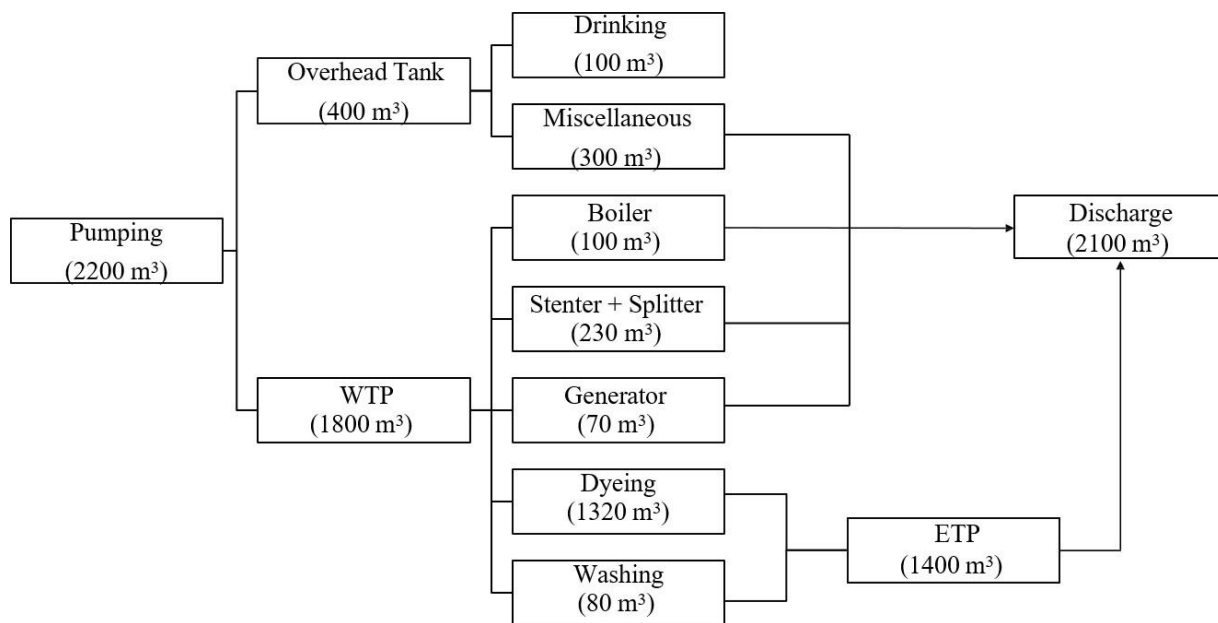 Drinking
(100 m³)
Overhead Tank
(400 m³)
Miscellaneous
(300 m³)
Pumping
(2200 m³)
Boiler
(100 m³)
Discharge
(2100 m³)
Stenter + Splitter
(230 m³)
WTP
(1800 m³)
Generator
(70 m³)
Dyeing
(1320 m³)
ETP
(1400 m³)
Washing
(80 m³)